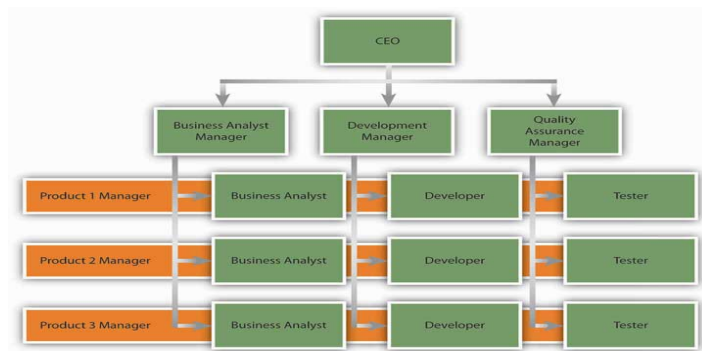 CEO
Business Analyst
Manager
Development
Manager
Quality
Assurance
Manager
Product 1 Manager
Business Analyst
Developer
Tester
Product 2 Manager
Business Analyst
Developer
Tester
Product 3 Manager
Business Analyst
Developer
Tester